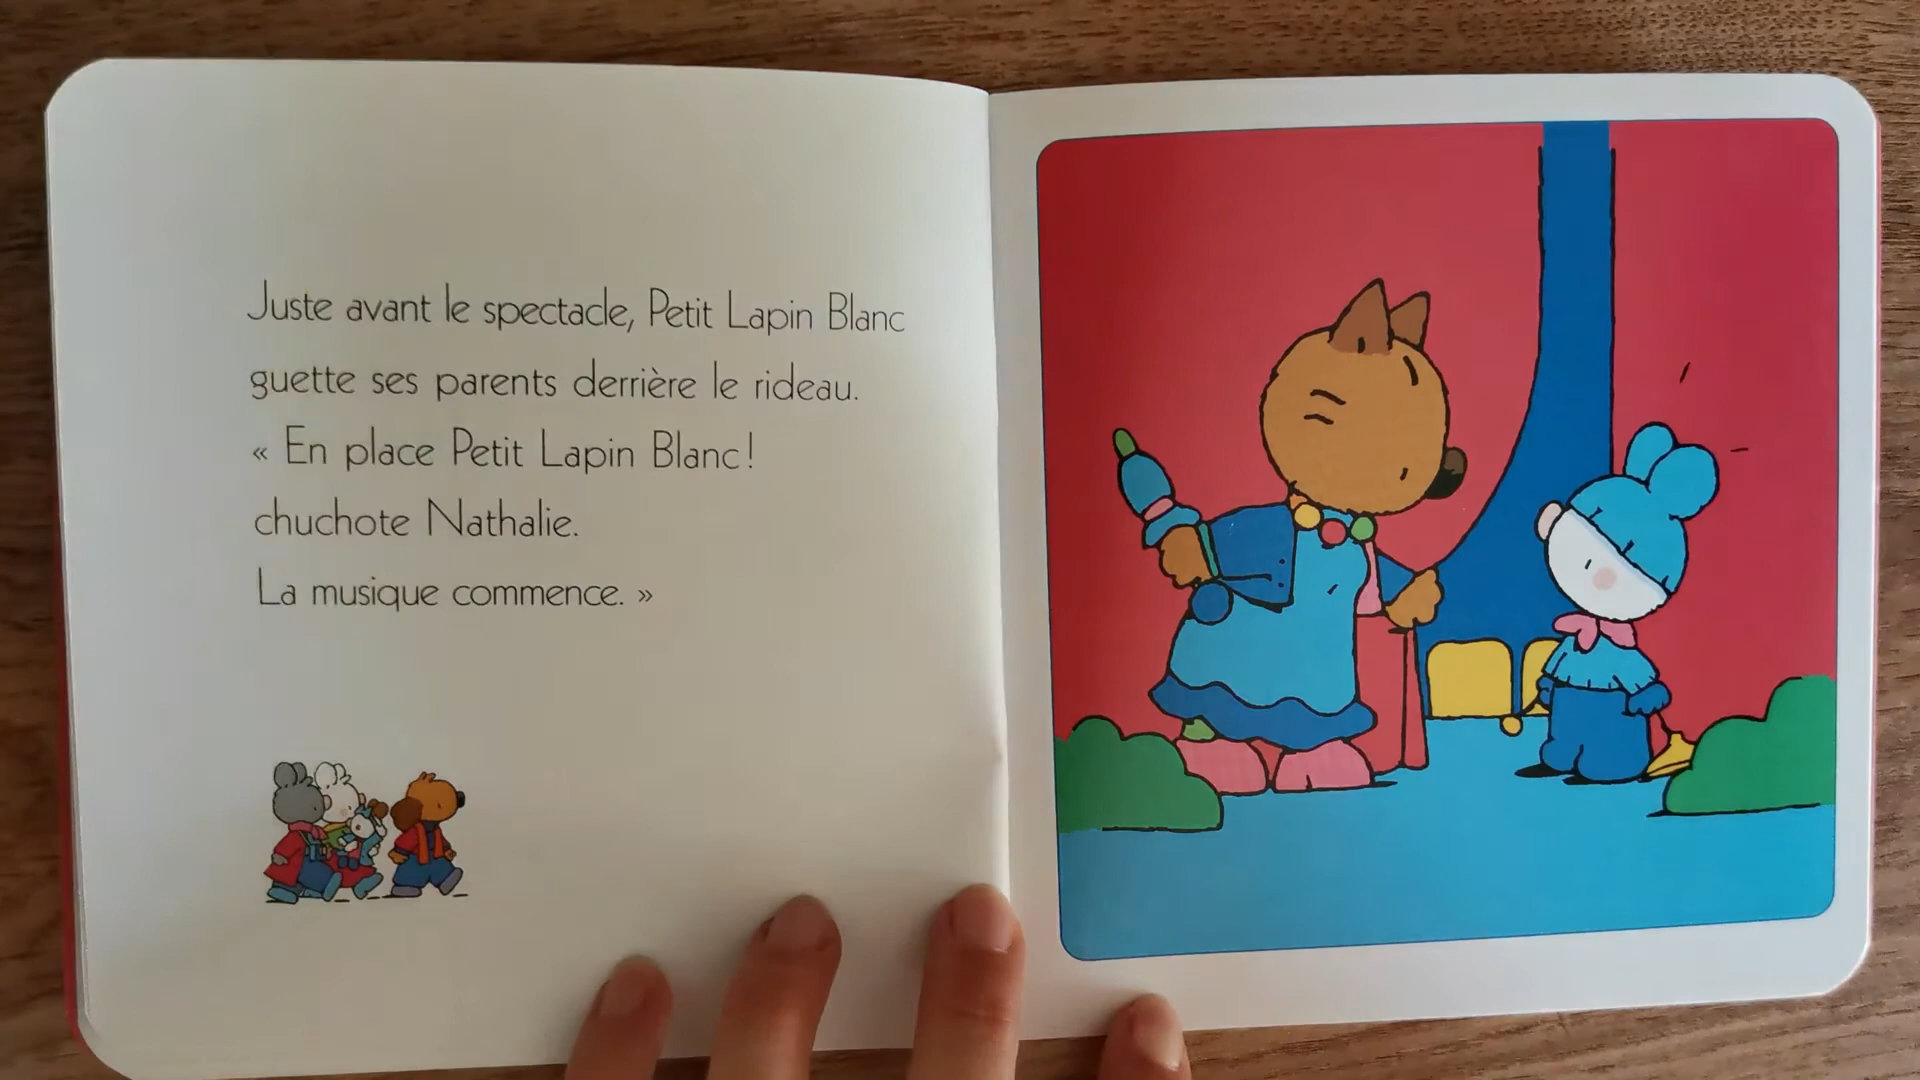 Juste avant le spectacle, Petit Lapin Blanc
guette ses parents derrière le rideau.
« En place Petit Lapin Blanc !
chuchote Nathalie.
La musique commence. »